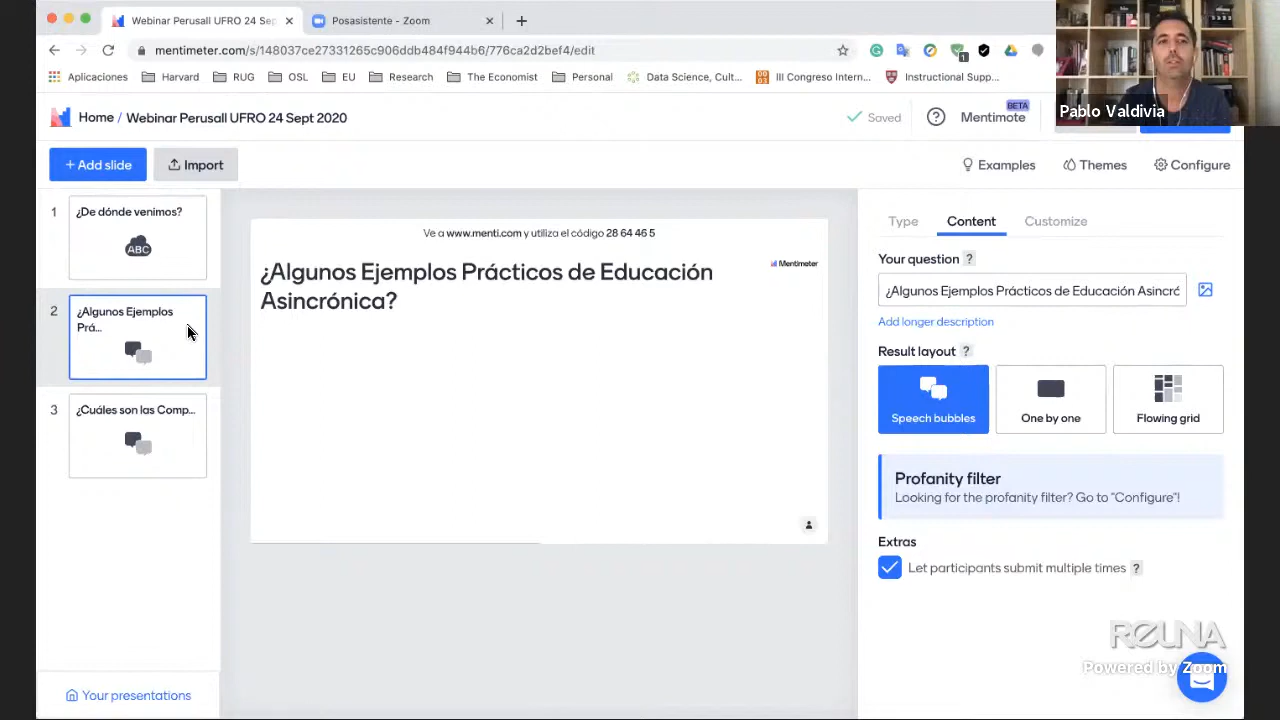 Webinar Perusall UFRO 24 Sep
Posasistente - Zoom
mentimeter.com/s/148037ce27331265c906ddb484f944b6/776ca2d2bef4/edit
1
Aplicaciones Harvard RUG OSL EU Research The Economist Personal Data Science, Cult... III Congreso Intern... Instructional Supp...
Pablo Valdivia
Home / Webinar Perusall UFRO 24 Sept 2020
Saved
?
Mentimote
BETA
+ Add slide
Import
Examples
Themes
Configure
1
¿De dónde venimos?
ABC
2
¿Algunos Ejemplos
Prá...
3
¿Cuáles son las Comp...
Your presentations
Ve a www.menti.com y utiliza el código 28 64 46 5
Mentimeter
¿Algunos Ejemplos Prácticos de Educación
Asincrónica?
Type Content Customize
Your question ?
¿Algunos Ejemplos Prácticos de Educación Asincró
Add longer description
Result layout ?
Speech bubbles
One by one
Flowing grid
Profanity filter
Looking for the profanity filter? Go to "Configure"!
Extras
Let participants submit multiple times ?
REUNA
Powered by Zoom